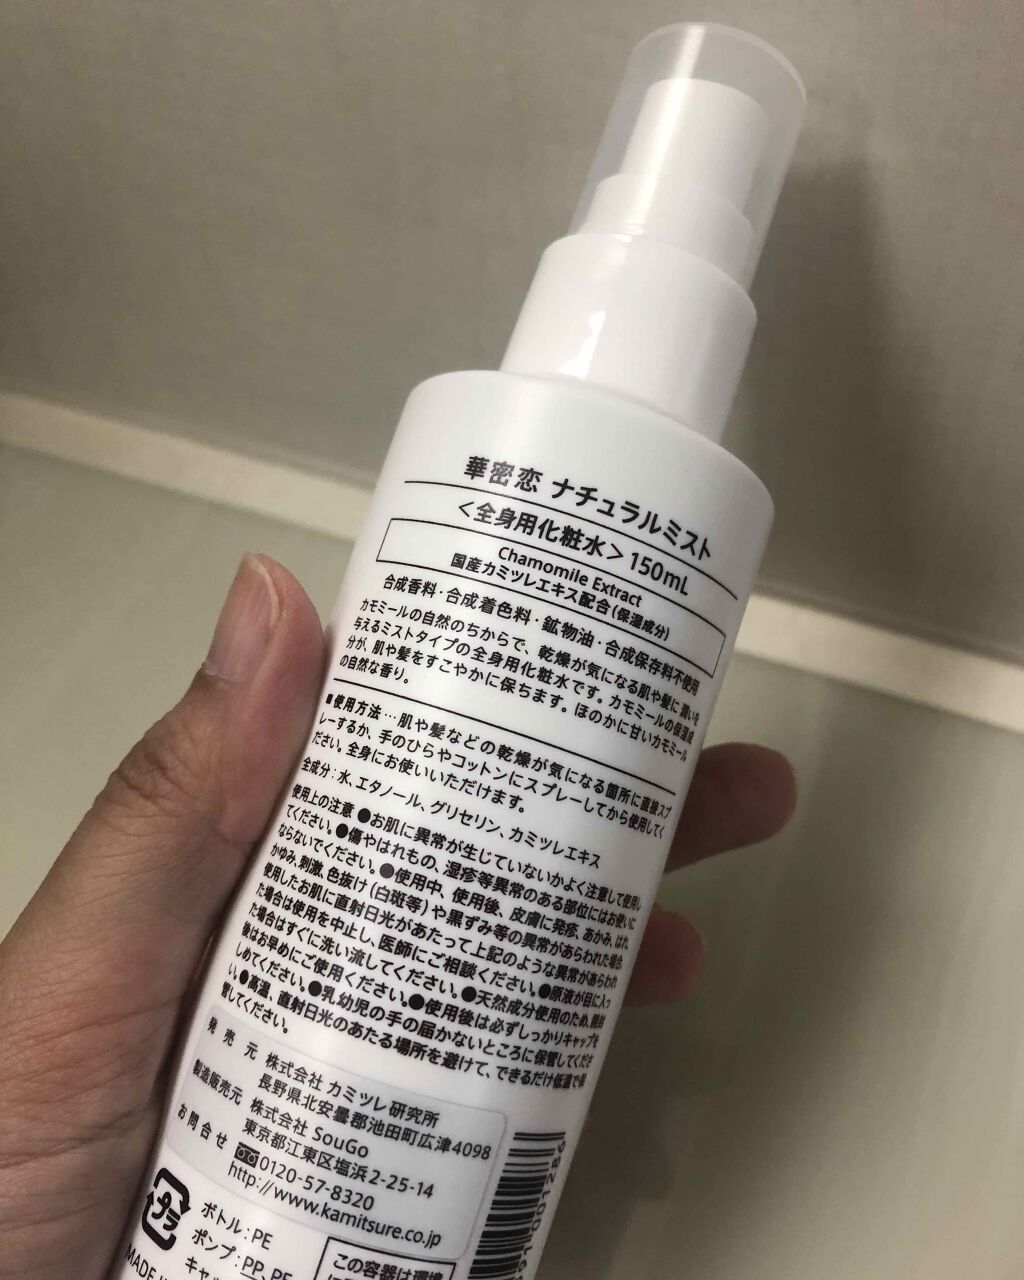 華密恋 ナチュラルミスト
＜全身用化粧水＞150mL
Chamomile Extract
国産カミツレエキス配合(保湿成分)
合成香料・合成着色料・鉱物油・合成保存料不使用
カモミールの自然のちからで、乾燥が気になる肌や髪に潤いを
与えるミストタイプの全身用化粧水です。カモミールの保湿成
分が、肌や髪をすこやかに保ちます。ほのかに甘いカモミール
の自然な香り。
■使用方法…肌や髪などの乾燥が気になる箇所に直接スプ
レーするか、手のひらやコットンにスプレーしてから使用してく
ださい。全身にお使いいただけます。
全成分：水、エタノール、グリセリン、カミツレエキス
使用上の注意 ●お肌に異常が生じていないかよく注意して使用し
てください。●傷やはれもの、湿疹等異常のある部位にはお使いに
ならないでください。●使用中、使用後、皮膚に発疹、あかみ、はれ、
かゆみ、刺激、色抜け(白斑等)や黒ずみ等の異常があらわれた場合、
使用したお肌に直射日光があたって上記のような異常があらわれ
た場合は使用を中止し、医師にご相談ください。●原液が目に入っ
た場合はすぐに洗い流してください。●天然成分使用のため、開封
後はお早めにご使用ください。●使用後は必ずしっかりキャップを
しめてください。●乳幼児の手の届かないところに保管してくださ
い。●高温、直射日光のあたる場所を避けて、できるだけ低温で保
管してください。
発売元 株式会社 カミツレ研究所
長野県北安曇郡池田町広津4098
製造販売元 株式会社 SouGo
東京都江東区塩浜2-25-14
お問合せ 0120-57-8320
http://www.kamitsure.co.jp
プラ
ボトル：PE
ポンプ：PP、PE
キャッ
MADE
この容器は環境